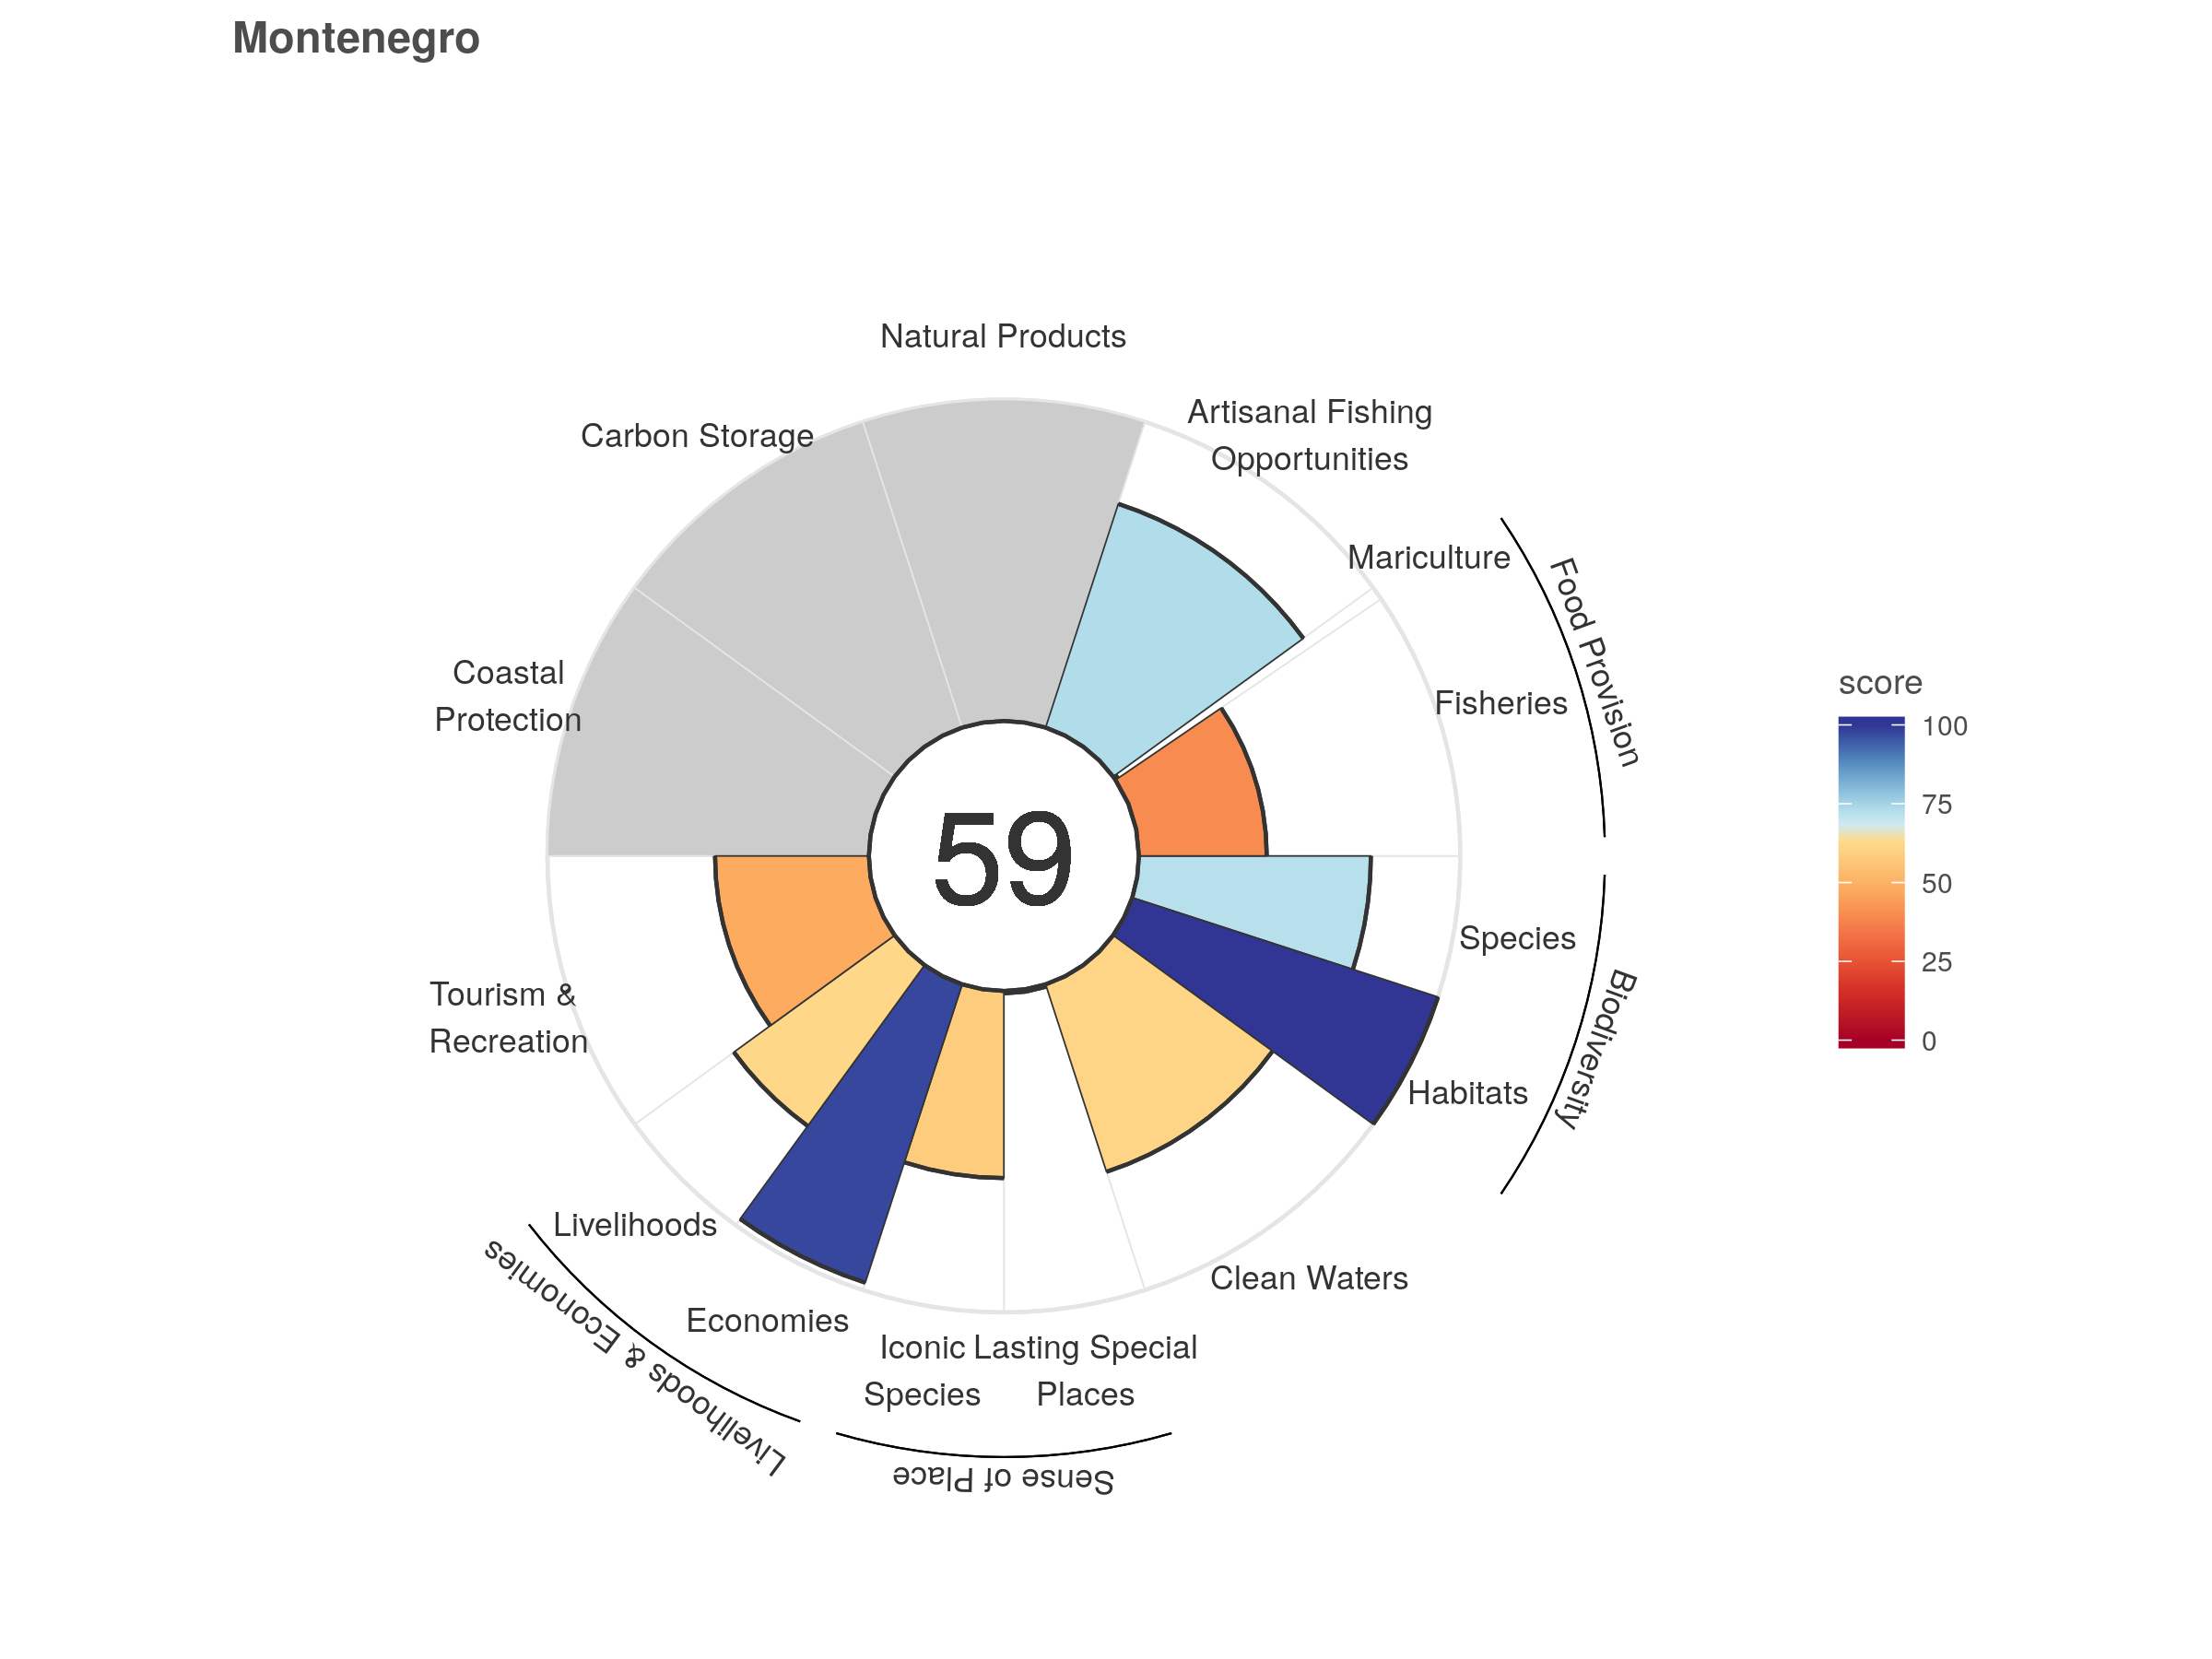 Montenegro
Natural Products
Artisanal Fishing
Opportunities
Carbon Storage
Mariculture
Food Provision
Fisheries
Coastal
Protection
score
100
75
50
25
0
59
Species
Biodiversity
Habitats
Tourism &
Recreation
Livelihoods
Clean Waters
Economies
Livelihoods & Economies
Iconic
Species
Lasting Special
Places
Sense of Place